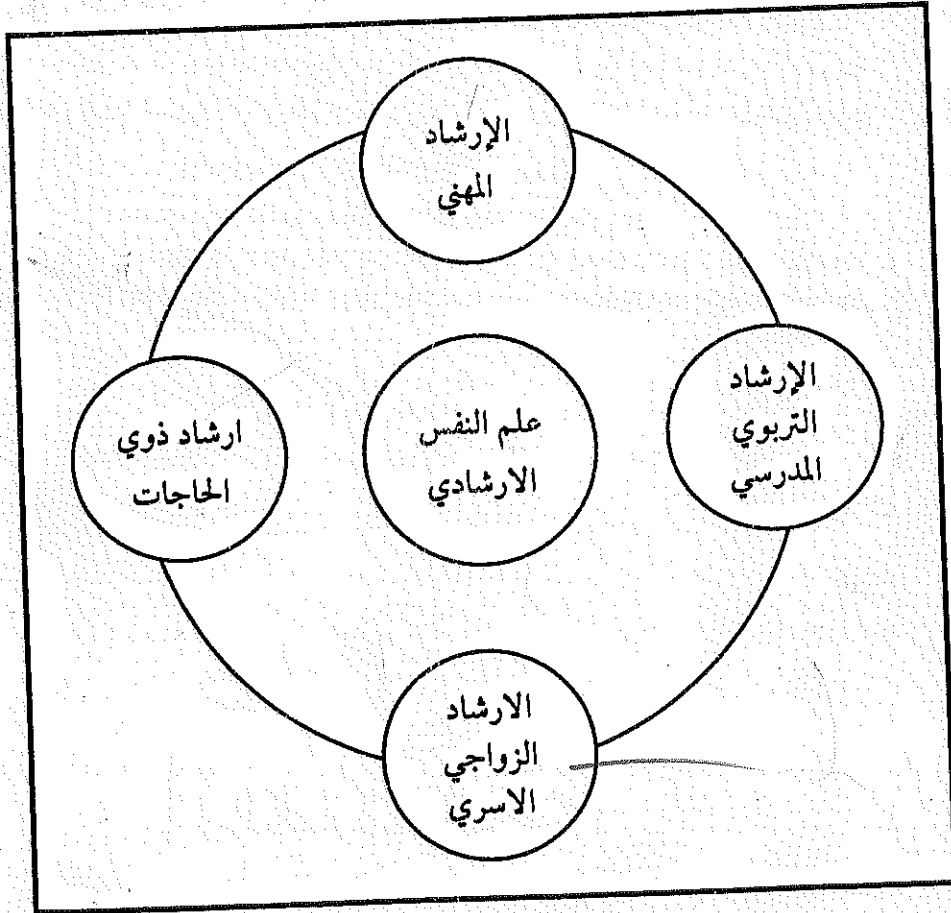 الإرشاد
المهني
الإرشاد
التربوي
المدرسي
علم النفس
الارشادي
ارشاد ذوي
الحاجات
الارشاد
الزواجي
الاسري